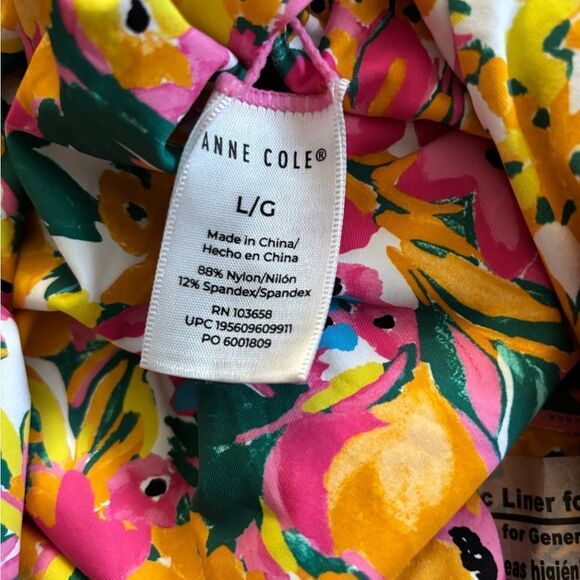 ANNE COLE®
L/G
Made in China/
Hecho en China
88% Nylon/Nilón
12% Spandex/Spandex
RN 103658
UPC 195609609911
PO 6001809
c Liner fo
for Gener
eas higién